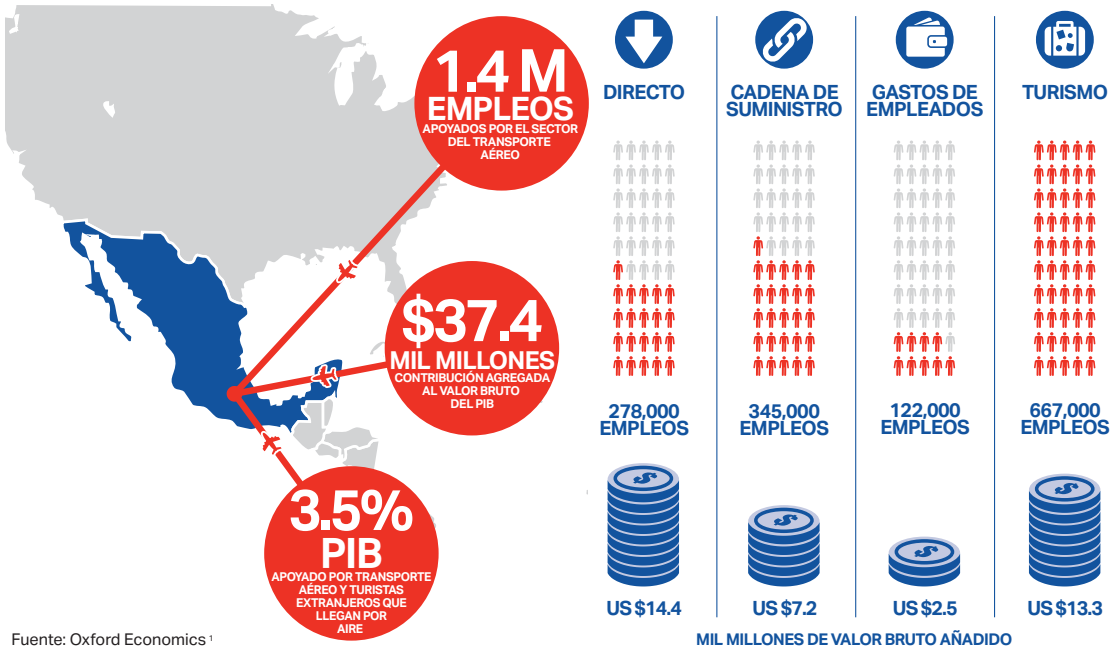 1.4 M
EMPLEOS
APOYADOS POR EL SECTOR
DEL TRANSPORTE
AÉREO
$37.4
MIL MILLONES
CONTRIBUCIÓN AGREGADA
AL VALOR BRUTO
DEL PIB
3.5%
PIB
APOYADO POR TRANSPORTE
AÉREO Y TURISTAS
EXTRANJEROS QUE
LLEGAN POR
AIRE
Fuente: Oxford Economics ¹
DIRECTO
278,000
EMPLEOS
$
US $14.4
CADENA DE
SUMINISTRO
345,000
EMPLEOS
$
US $7.2
GASTOS DE
EMPLEADOS
122,000
EMPLEOS
$
US $2.5
TURISMO
667,000
EMPLEOS
$
US $13.3
MIL MILLONES DE VALOR BRUTO AÑADIDO